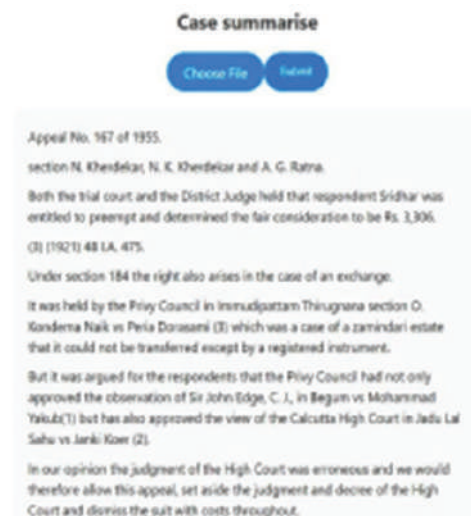 Case summarise
Choose File Submit
Appeal No. 167 of 1955.
section N. Kherdekar, N. K. Kherdekar and A. G. Ratna.
Both the trial court and the District Judge held that respondent Sridhar was
entitled to preempt and determined the fair consideration to be Rs. 3,306.
(3) (1921) 48 I.A. 475.
Under section 184 the right also arises in the case of an exchange.
It was held by the Privy Council in Immudipattam Thirugnana section O.
Kondema Naik vs Peria Dorasami (3) which was a case of a zamindari estate
that it could not be transferred except by a registered instrument.
But it was argued for the respondents that the Privy Council had not only
approved the observation of Sir John Edge, C. J., in Begum vs Mohammad
Yakub(1) but has also approved the view of the Calcutta High Court in Jadu Lal
Sahu vs Janki Koer (2).
In our opinion the judgment of the High Court was erroneous and we would
therefore allow this appeal, set aside the judgment and decree of the High
Court and dismiss the suit with costs throughout.